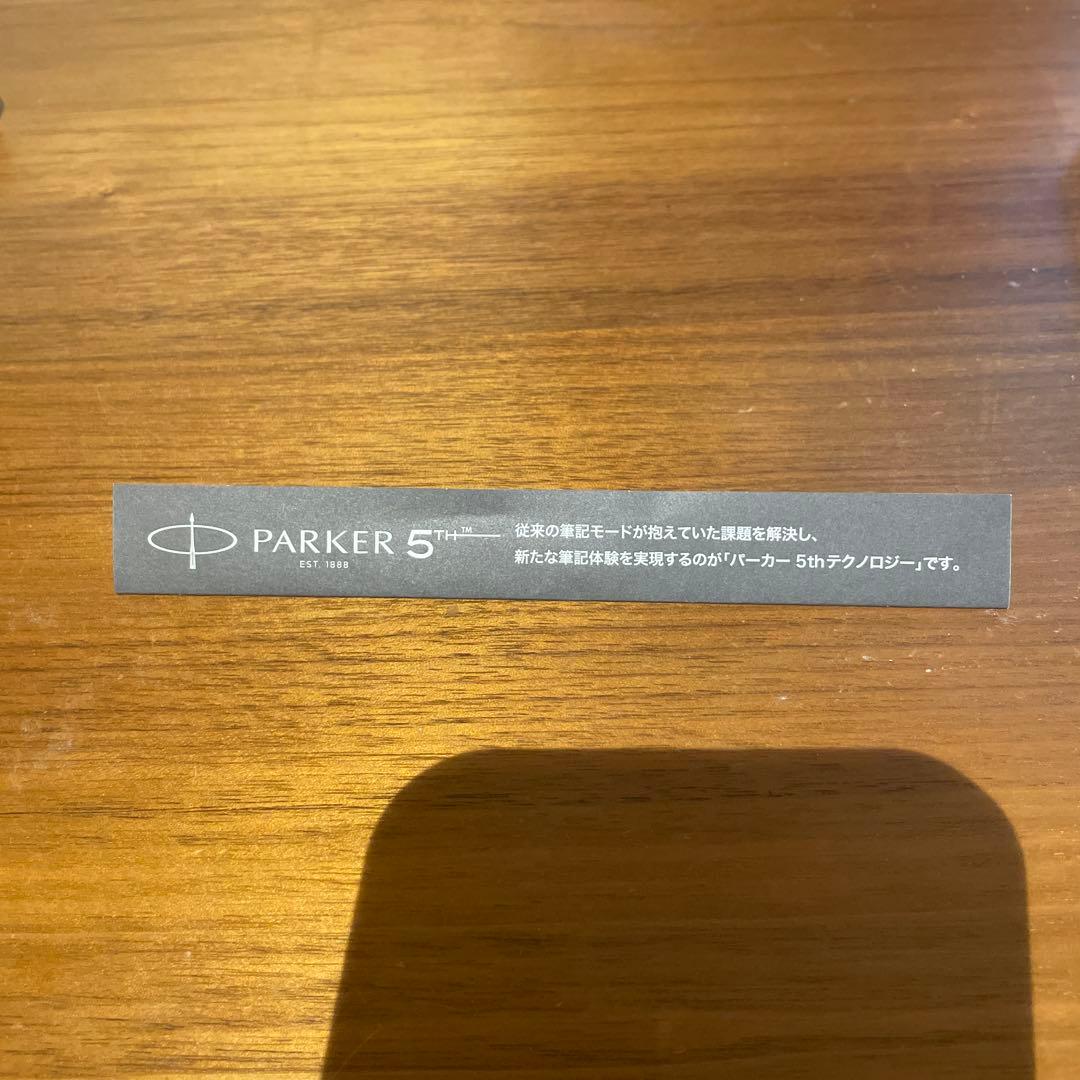 PARKER 5TH™
EST. 1888
従来の筆記モードが抱えていた課題を解決し、
新たな筆記体験を実現するのが「パーカー 5thテクノロジー」です。